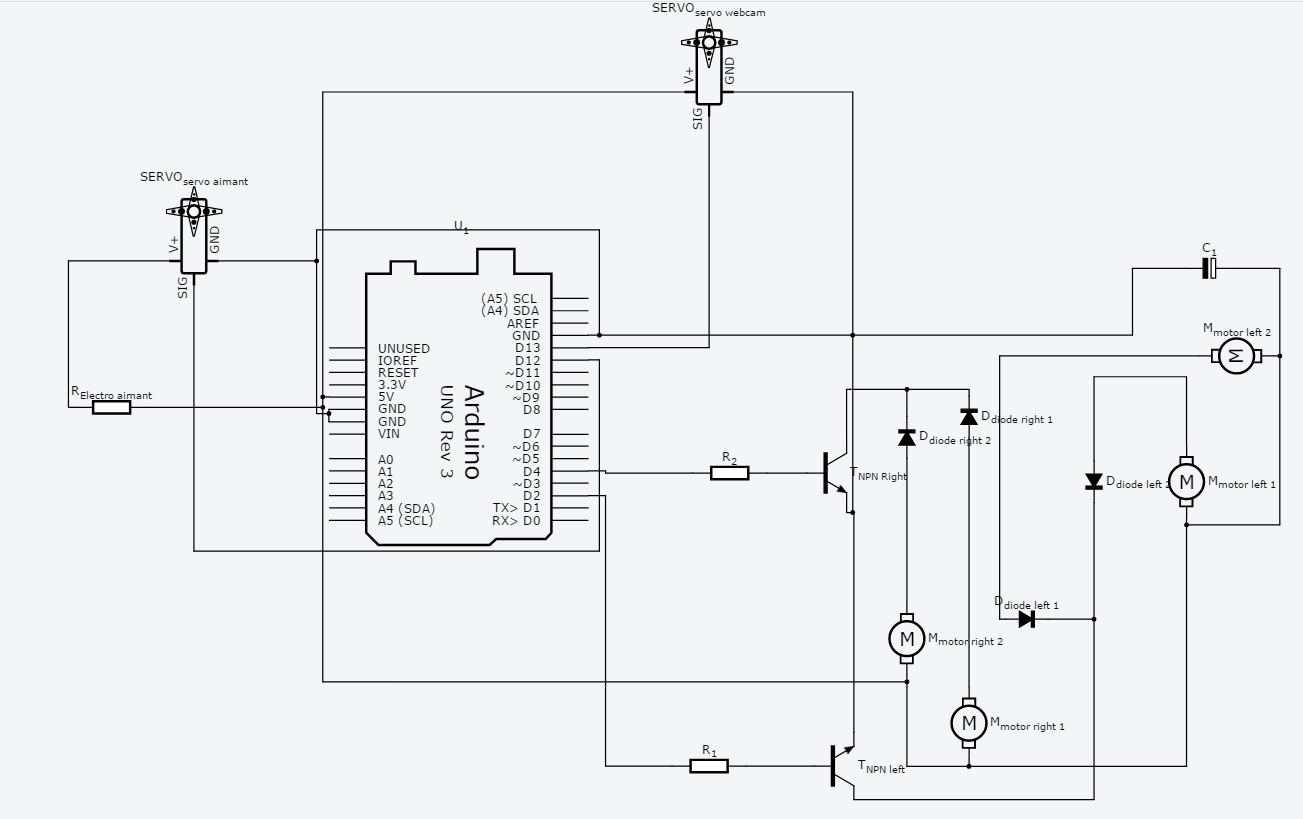 SERVO servo webcam
V+
GND
SIG
SERVO servo aimant
V+
GND
SIG
U1
C1
M motor left 2
M
R Electro aimant
Arduino
UNO Rev 3
UNUSED
IOREF
RESET
3.3V
5V
GND
GND
VIN
A0
A1
A2
A3
A4 (SDA)
A5 (SCL)
(A5) SCL
(A4) SDA
AREF
GND
D13
D12
~D11
~D10
~D9
D8
D7
~D6
~D5
D4
~D3
D2
TX> D1
RX> D0
R2
T NPN Right
D diode right 2
D diode right 1
D diode left 2
M
M motor left 1
D diode left 1
M
M motor right 2
M
M motor right 1
R1
T NPN left